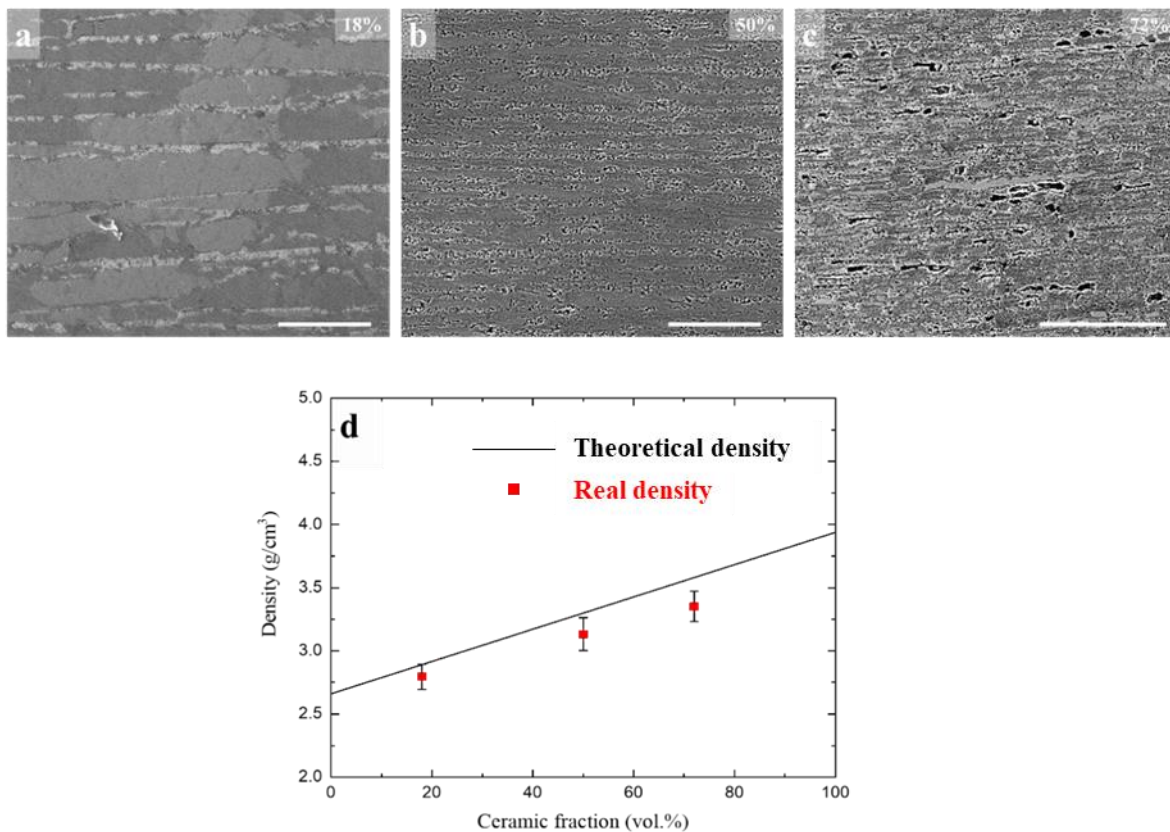 a
18%
b
50%
c
72%
d
Theoretical density
Real density
5.0
4.5
4.0
3.5
3.0
2.5
2.0
Density (g/cm³)
20
40
60
80
100
Ceramic fraction (vol.%)